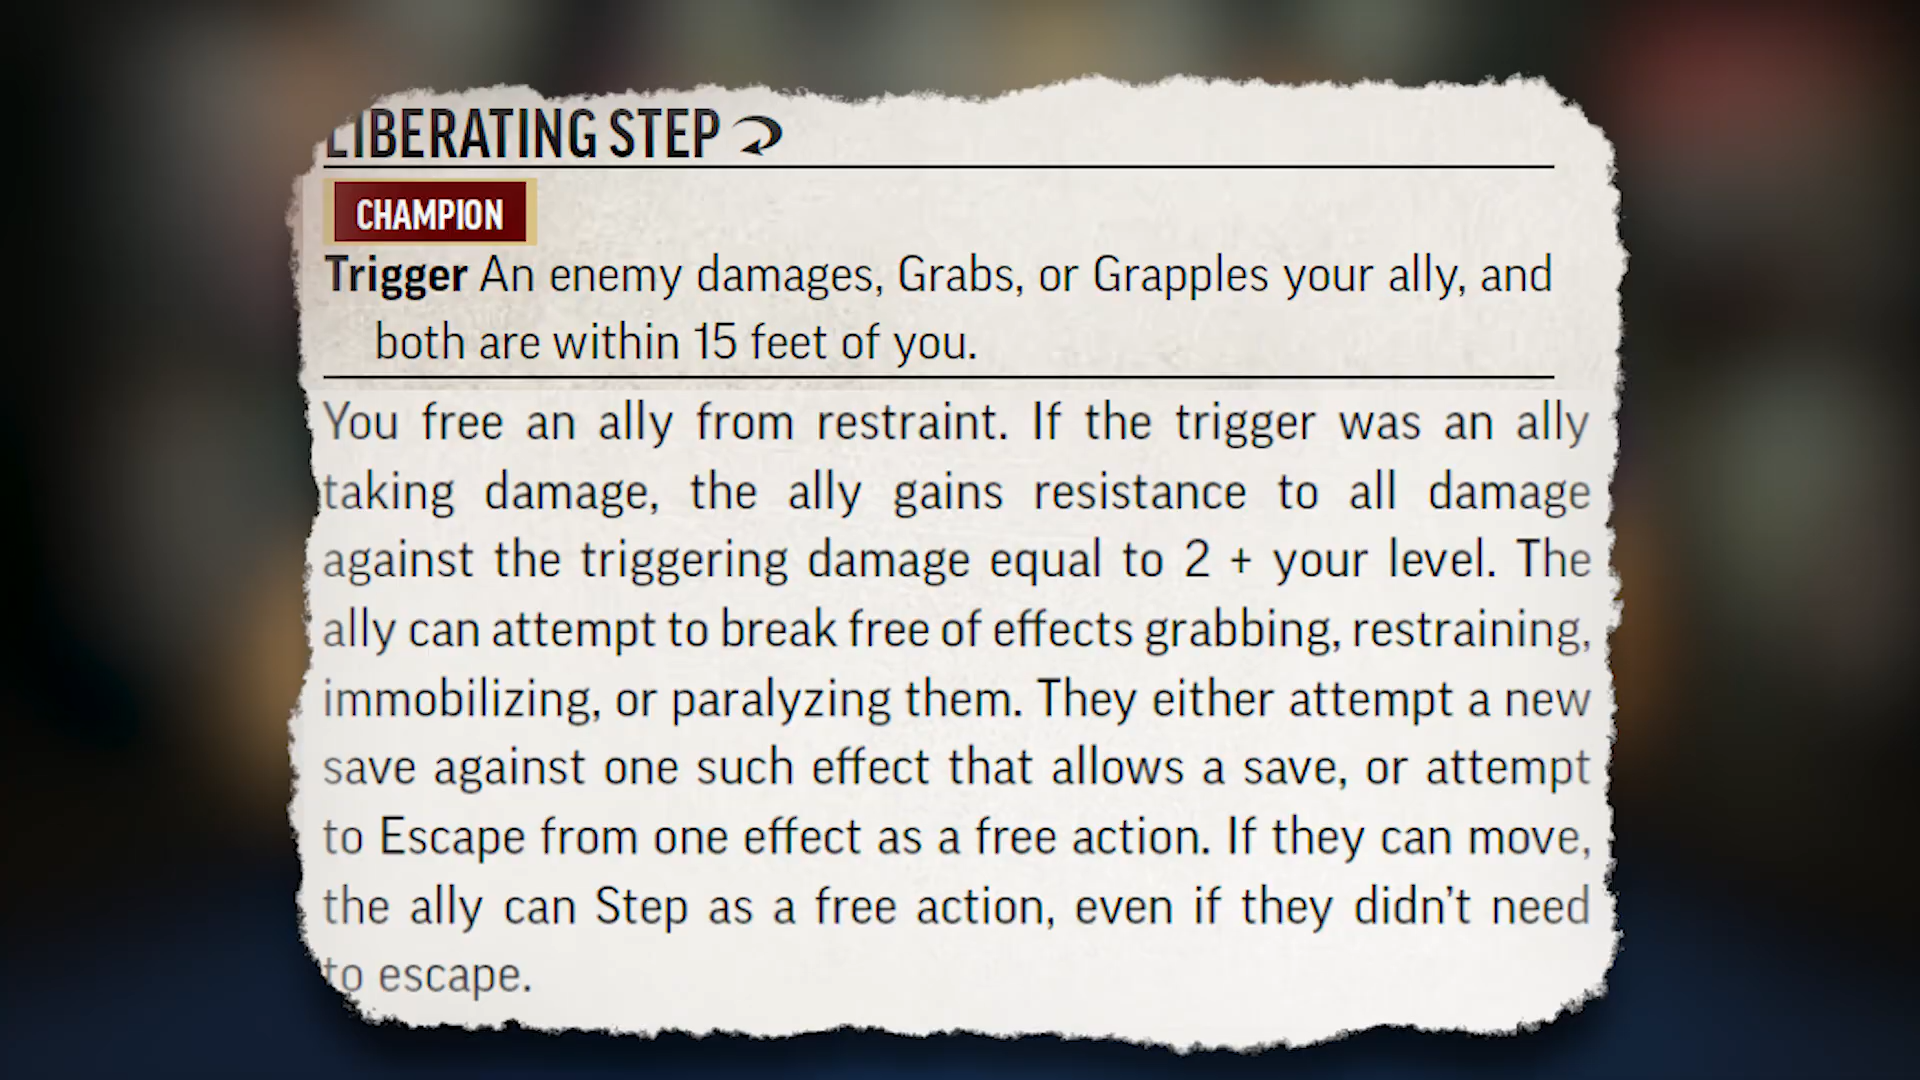 LIBERATING STEP
CHAMPION
Trigger An enemy damages, Grabs, or Grapples your ally, and
both are within 15 feet of you.
You free an ally from restraint. If the trigger was an ally
taking damage, the ally gains resistance to all damage
against the triggering damage equal to 2 + your level. The
ally can attempt to break free of effects grabbing, restraining,
immobilizing, or paralyzing them. They either attempt a new
save against one such effect that allows a save, or attempt
to Escape from one effect as a free action. If they can move,
the ally can Step as a free action, even if they didn't need
to escape.